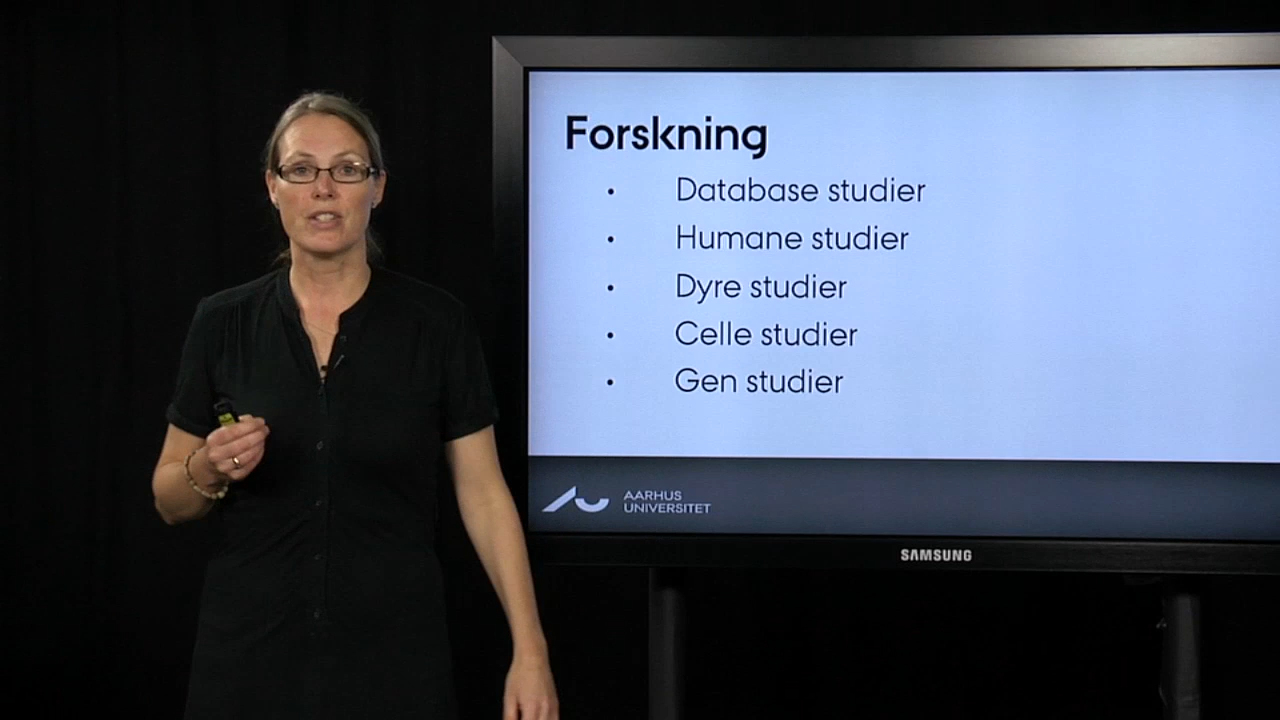 Forskning
• Database studier
• Humane studier
• Dyre studier
• Celle studier
• Gen studier
AARHUS
UNIVERSITET
SAMSUNG